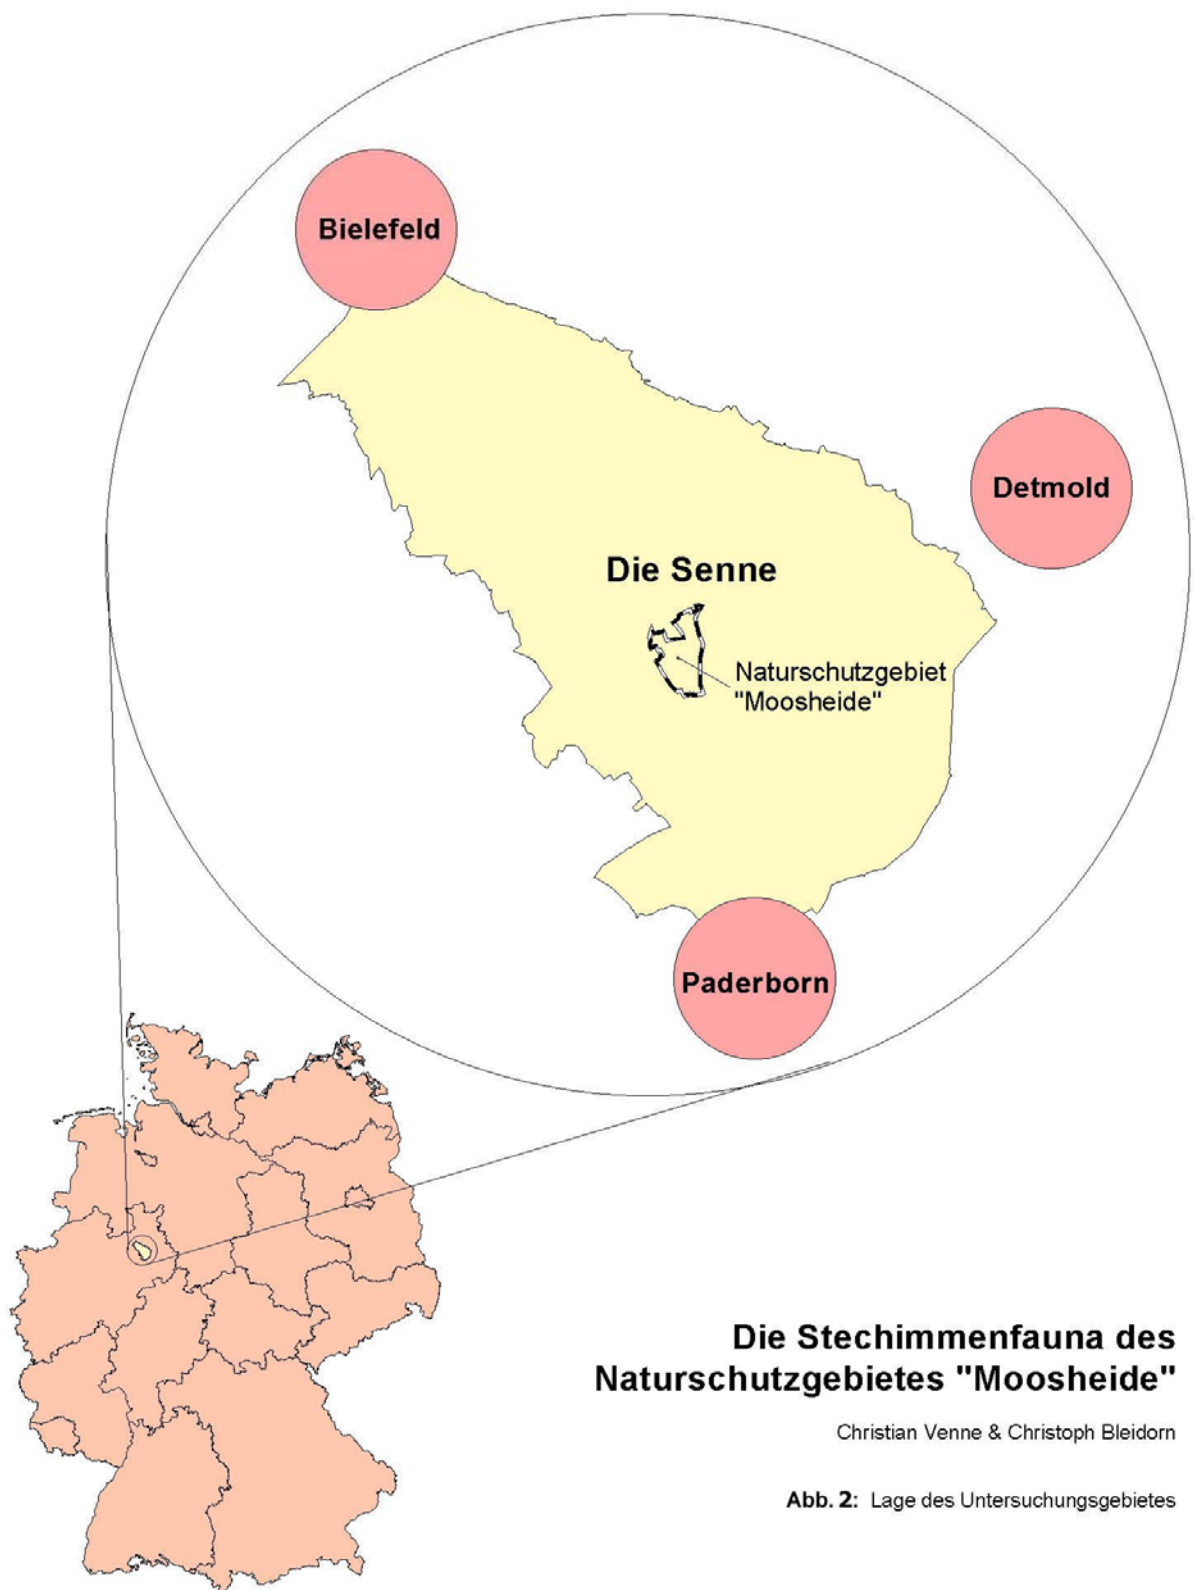 Bielefeld
Detmold
Die Senne
Naturschutzgebiet
"Moosheide"
Paderborn
Die Stechimmenfauna des
Naturschutzgebietes "Moosheide"
Christian Venne & Christoph Bleidorn
Abb. 2: Lage des Untersuchungsgebietes